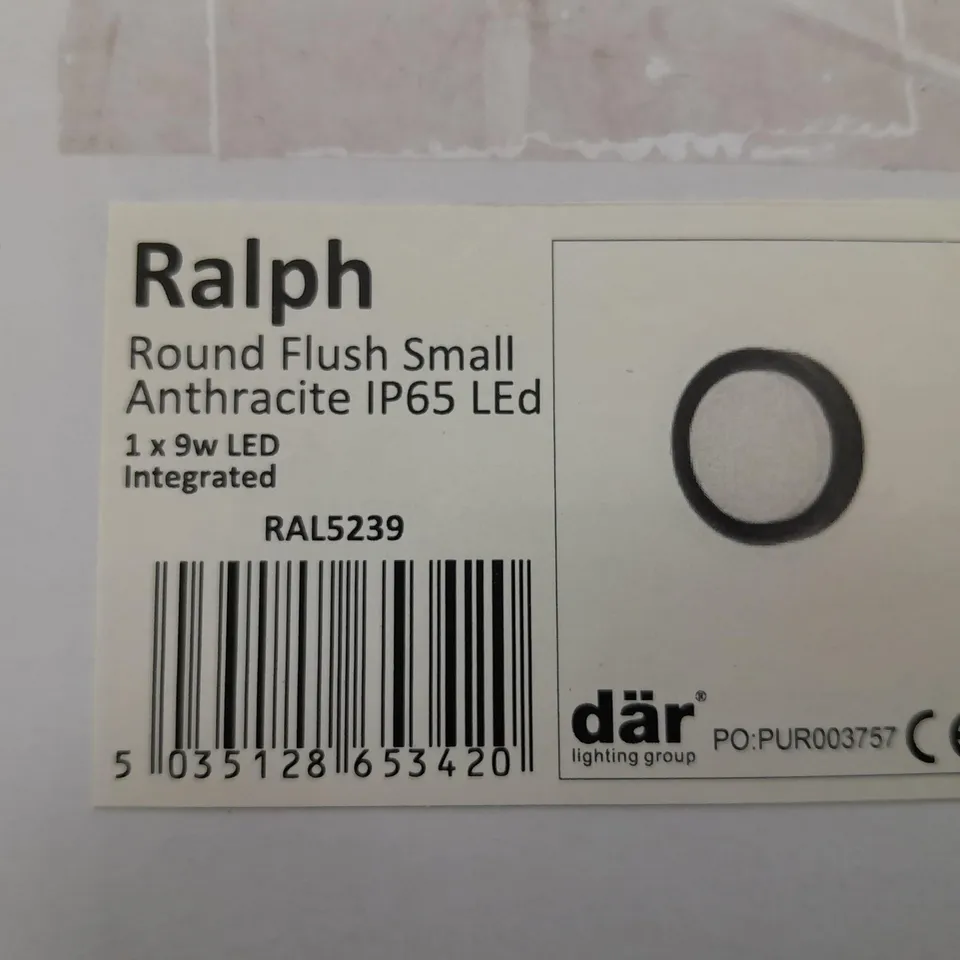 Ralph
Round Flush Small
Anthracite IP65 LEd
1 x 9w LED
Integrated
RAL5239
5 035128 653420
där®
lighting group
PO:PUR003757
CE